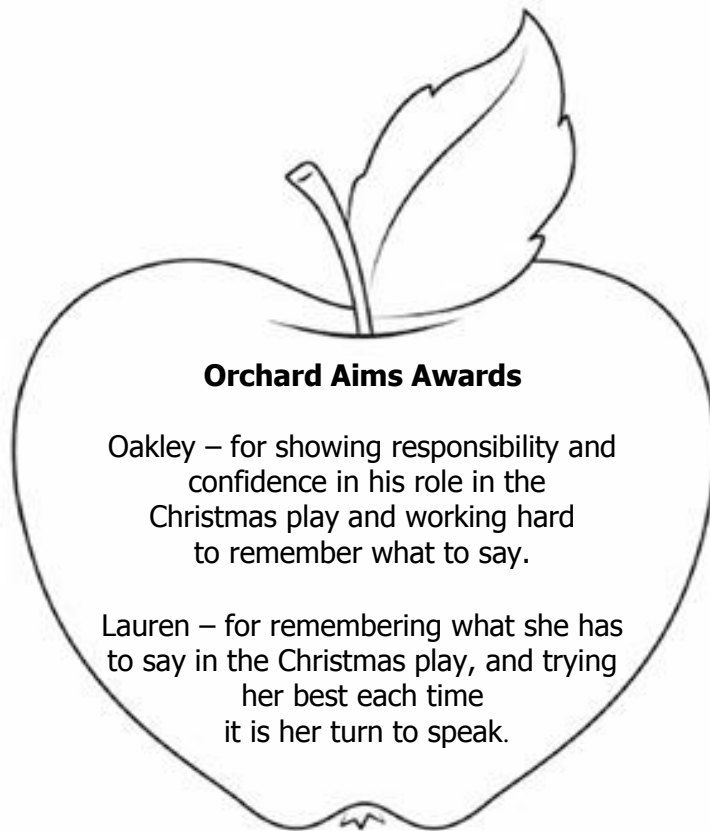 Orchard Aims Awards
Oakley – for showing responsibility and
confidence in his role in the
Christmas play and working hard
to remember what to say.
Lauren – for remembering what she has
to say in the Christmas play, and trying
her best each time
it is her turn to speak.